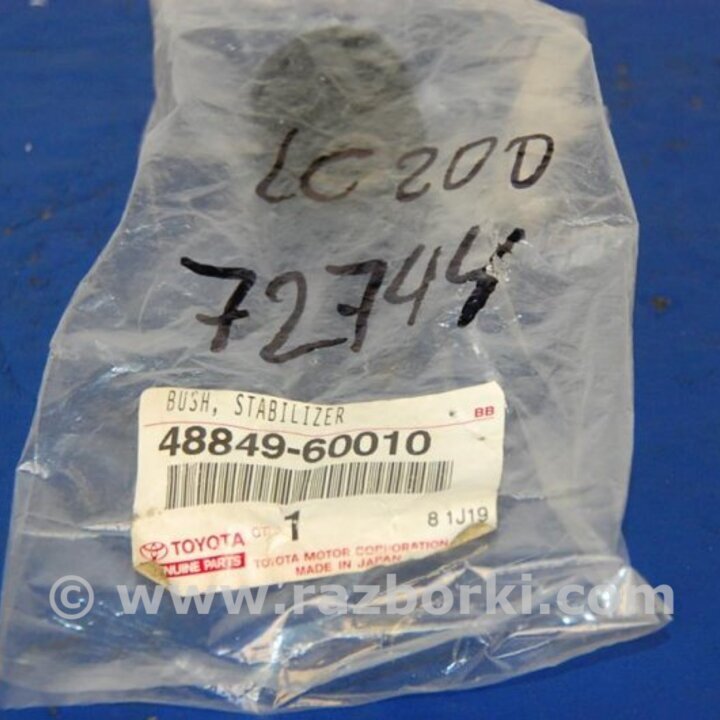 LC 200
72744
BUSH, STABILIZER
BB
48849-60010
1
8 1J19
TOYOTA
GENUINE PARTS
TOYOTA MOTOR CORPORATION
MADE IN JAPAN
© www.razborki.com